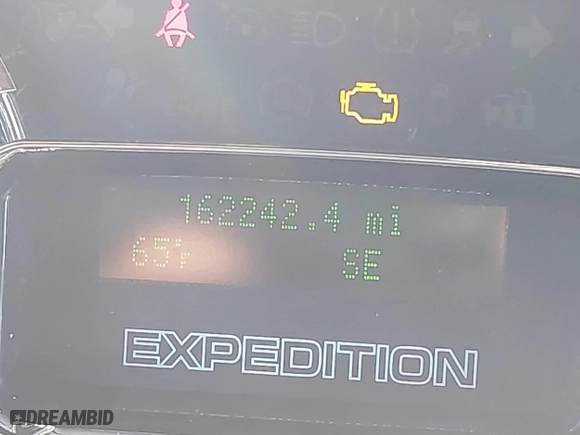 162242.4 mi
65°F SE
EXPEDITION
DREAMBID